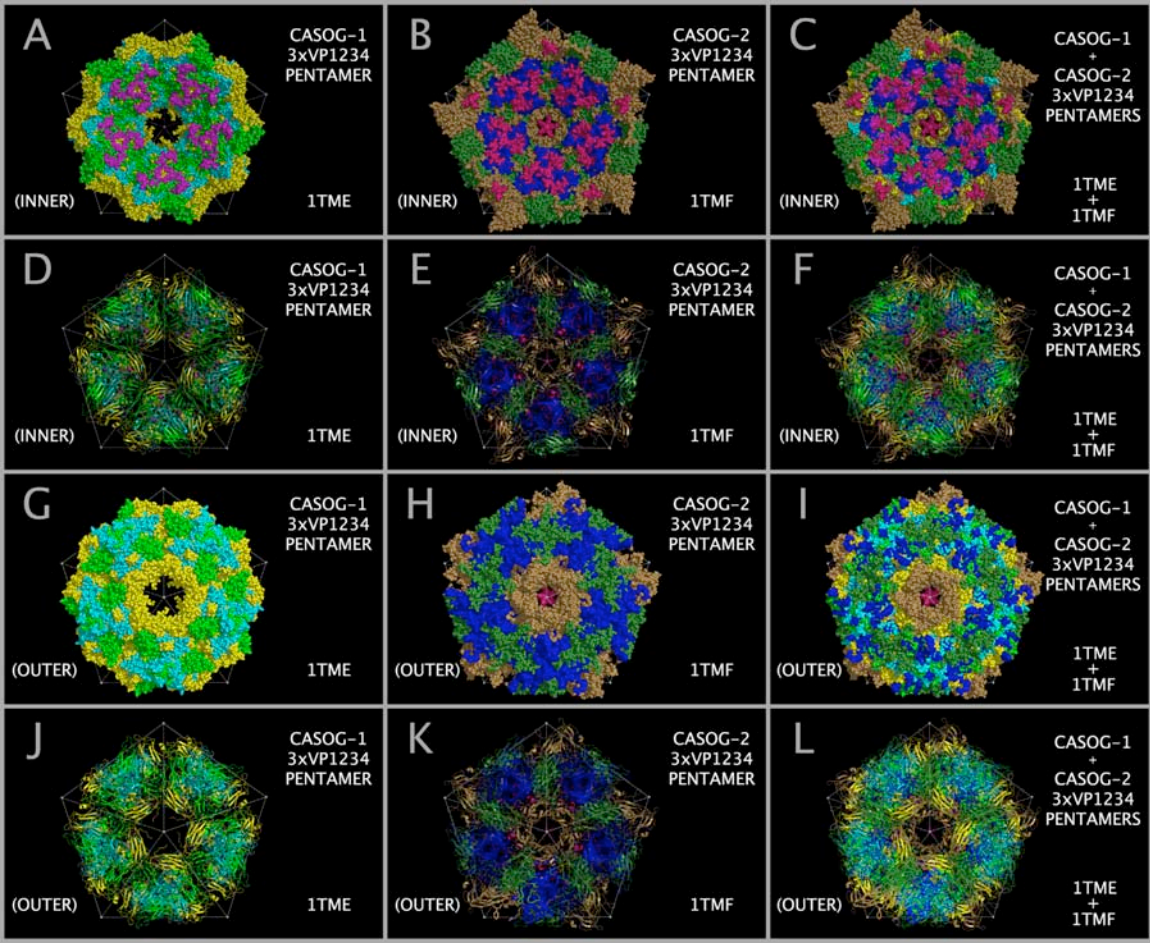 A
CASOG-1
3xVP1234
PENTAMER
(INNER)
1TME
B
CASOG-2
3xVP1234
PENTAMER
(INNER)
1TMF
C
CASOG-1
+
CASOG-2
3xVP1234
PENTAMERS
(INNER)
1TME
+
1TMF
D
CASOG-1
3xVP1234
PENTAMER
(INNER)
1TME
E
CASOG-2
3xVP1234
PENTAMER
(INNER)
1TMF
F
CASOG-1
+
CASOG-2
3xVP1234
PENTAMERS
(INNER)
1TME
+
1TMF
G
CASOG-1
3xVP1234
PENTAMER
(OUTER)
1TME
H
CASOG-2
3xVP1234
PENTAMER
(OUTER)
1TMF
I
CASOG-1
+
CASOG-2
3xVP1234
PENTAMERS
(OUTER)
1TME
+
1TMF
J
CASOG-1
3xVP1234
PENTAMER
(OUTER)
1TME
K
CASOG-2
3xVP1234
PENTAMER
(OUTER)
1TMF
L
CASOG-1
+
CASOG-2
3xVP1234
PENTAMERS
(OUTER)
1TME
+
1TMF